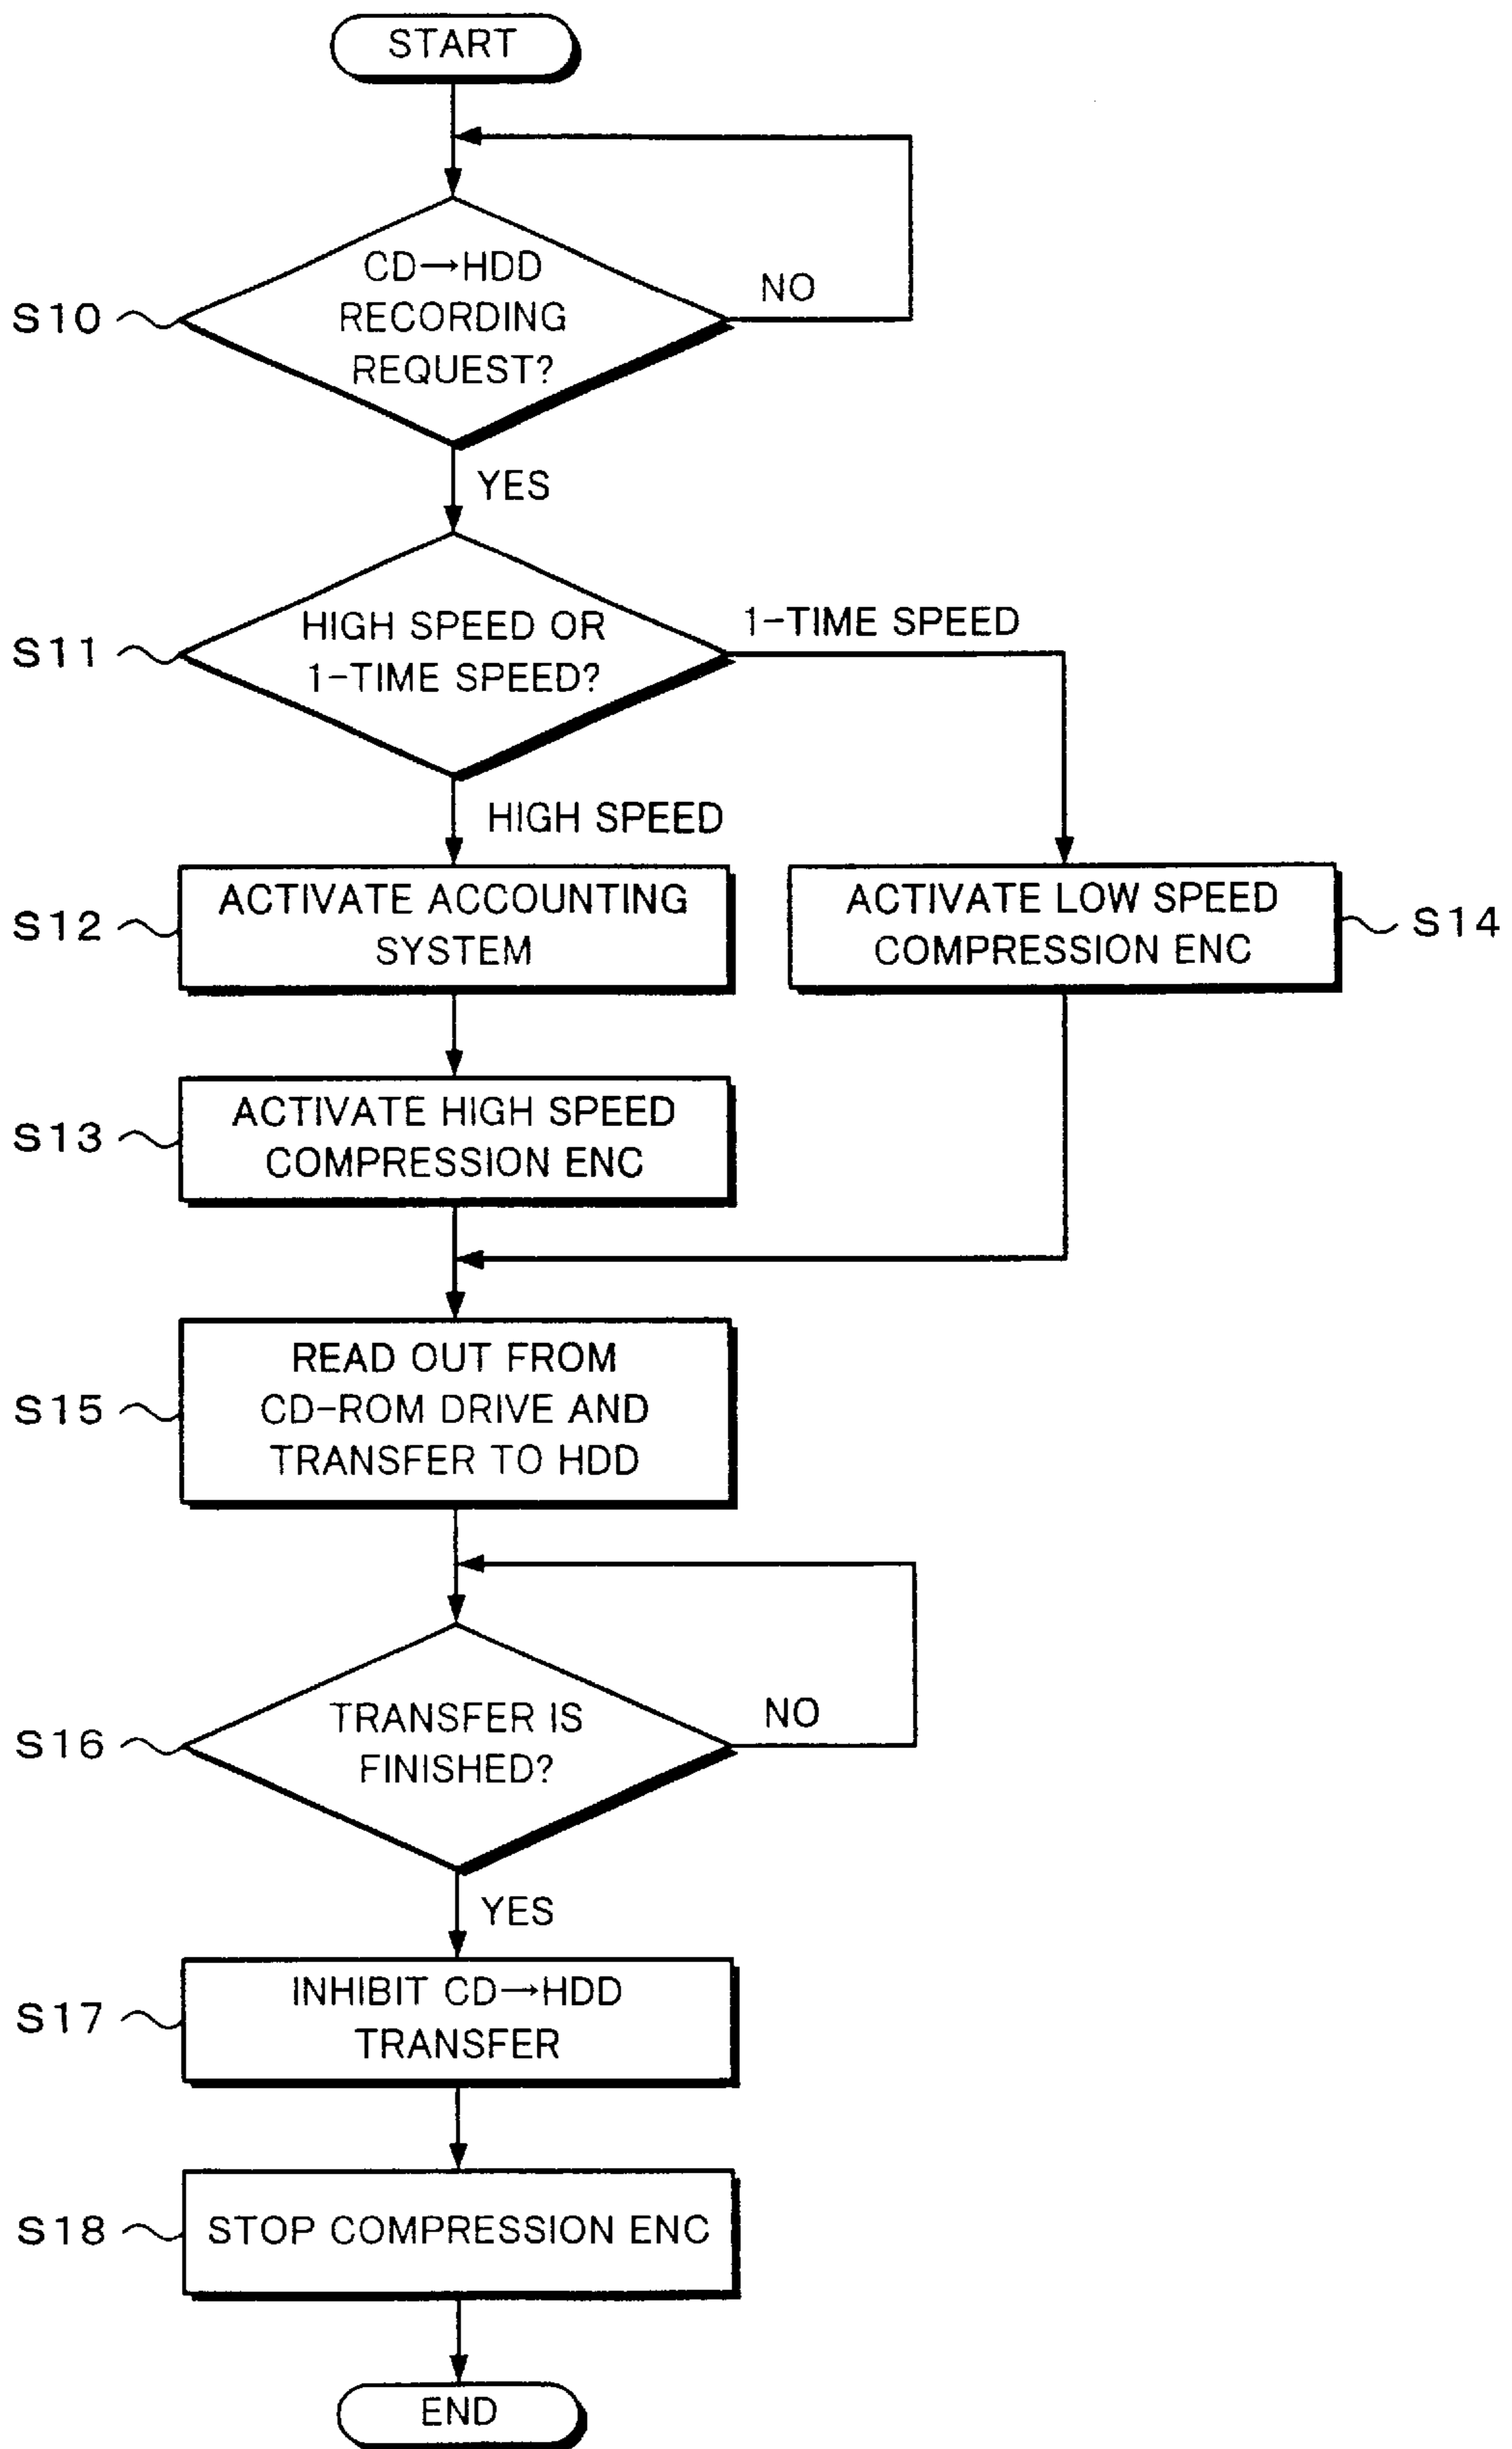 START
CD→HDD
RECORDING
REQUEST?
NO
S10
YES
HIGH SPEED OR
1-TIME SPEED?
1-TIME SPEED
S11
HIGH SPEED
ACTIVATE ACCOUNTING
SYSTEM
S12
ACTIVATE LOW SPEED
COMPRESSION ENC
S14
ACTIVATE HIGH SPEED
COMPRESSION ENC
S13
READ OUT FROM
CD-ROM DRIVE AND
TRANSFER TO HDD
S15
TRANSFER IS
FINISHED?
NO
S16
YES
INHIBIT CD→HDD
TRANSFER
S17
STOP COMPRESSION ENC
S18
END